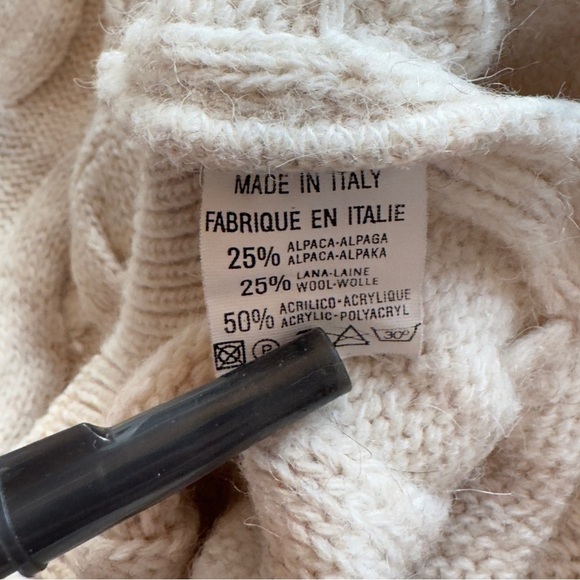 MADE IN ITALY
FABRIQUE EN ITALIE
25% ALPACA-ALPAGA
ALPACA-ALPAKA
25% LANA-LAINE
WOOL-WOLLE
50% ACRILICO-ACRYLIQUE
ACRYLIC-POLYACRYL
P 30°